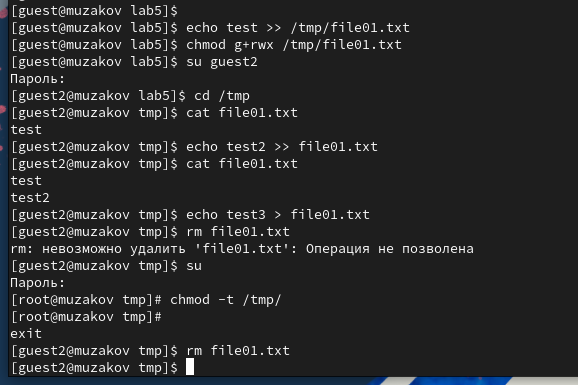 [guest@muzakov lab5]$
[guest@muzakov lab5]$ echo test >> /tmp/file01.txt
[guest@muzakov lab5]$ chmod g+rwx /tmp/file01.txt
[guest@muzakov lab5]$ su guest2
Пароль:
[guest2@muzakov lab5]$ cd /tmp
[guest2@muzakov tmp]$ cat file01.txt
test
[guest2@muzakov tmp]$ echo test2 >> file01.txt
[guest2@muzakov tmp]$ cat file01.txt
test
test2
[guest2@muzakov tmp]$ echo test3 > file01.txt
[guest2@muzakov tmp]$ rm file01.txt
rm: невозможно удалить 'file01.txt': Операция не позволена
[guest2@muzakov tmp]$ su
Пароль:
[root@muzakov tmp]# chmod -t /tmp/
[root@muzakov tmp]#
exit
[guest2@muzakov tmp]$ rm file01.txt
[guest2@muzakov tmp]$